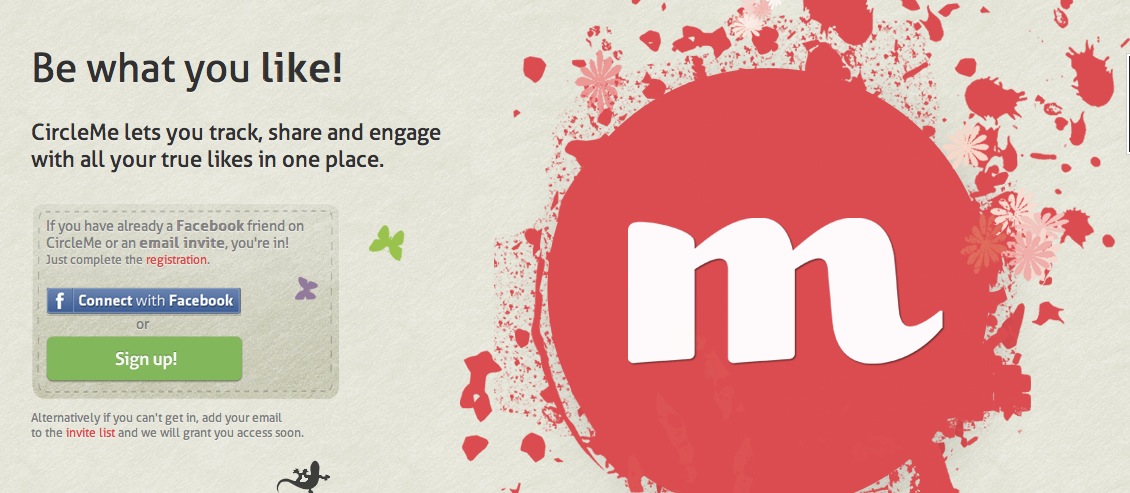 Be what you like!
CircleMe lets you track, share and engage
with all your true likes in one place.
If you have already a Facebook friend on
CircleMe or an email invite, you're in!
Just complete the registration.
f Connect with Facebook
or
Sign up!
Alternatively if you can't get in, add your email
to the invite list and we will grant you access soon.
m